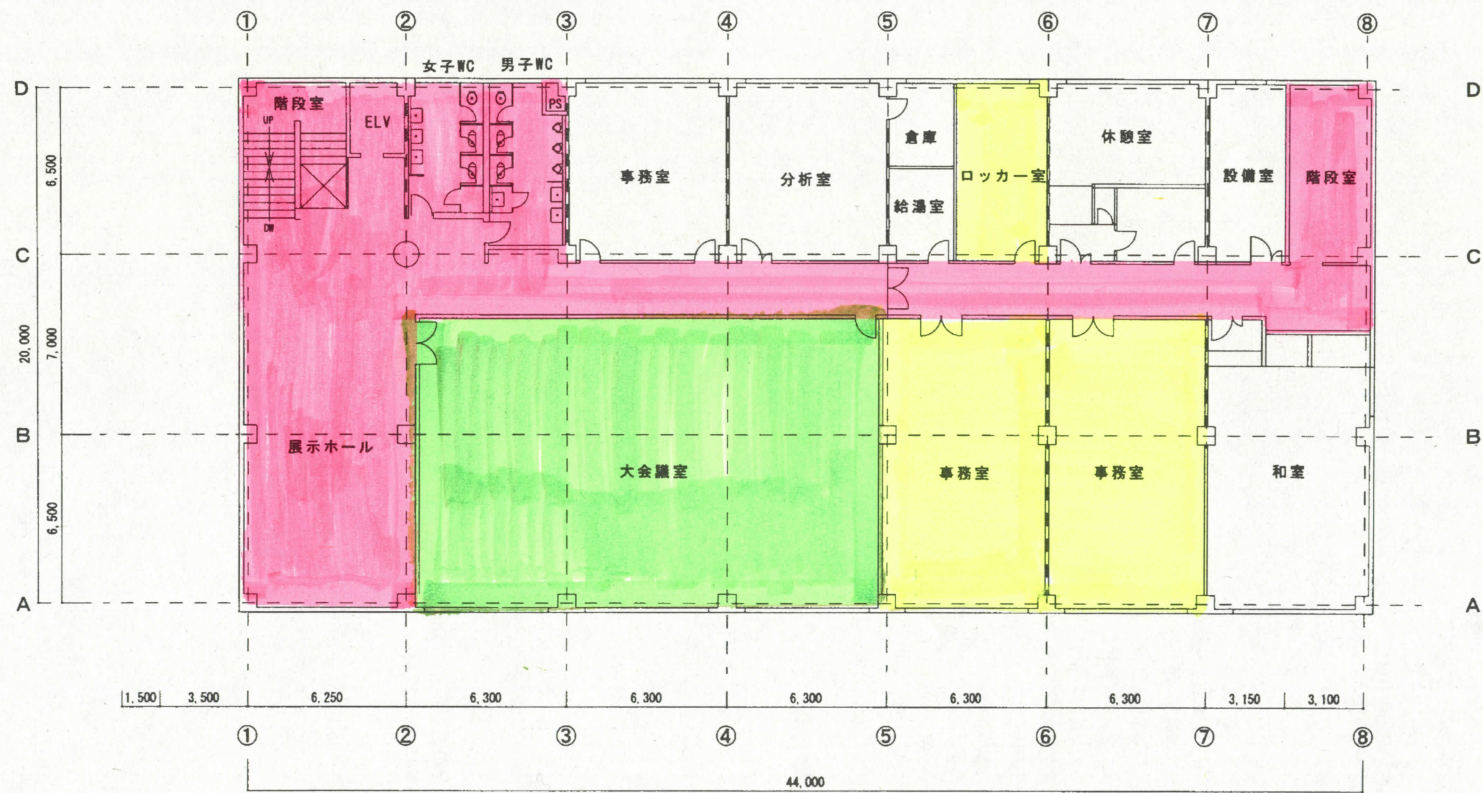 ① ② ③ ④ ⑤ ⑥ ⑦ ⑧
女子WC 男子WC
D D
階段室 UP ELV PS
倉庫 休憩室
事務室 分析室 ロッカー室 設備室 階段室
6,500
給湯室
DW
C C
20,000 7,000
B B
展示ホール 大会議室 事務室 事務室 和室
6,500
A A
1,500 3,500 6,250 6,300 6,300 6,300 6,300 6,300 3,150 3,100
① ② ③ ④ ⑤ ⑥ ⑦ ⑧
44,000